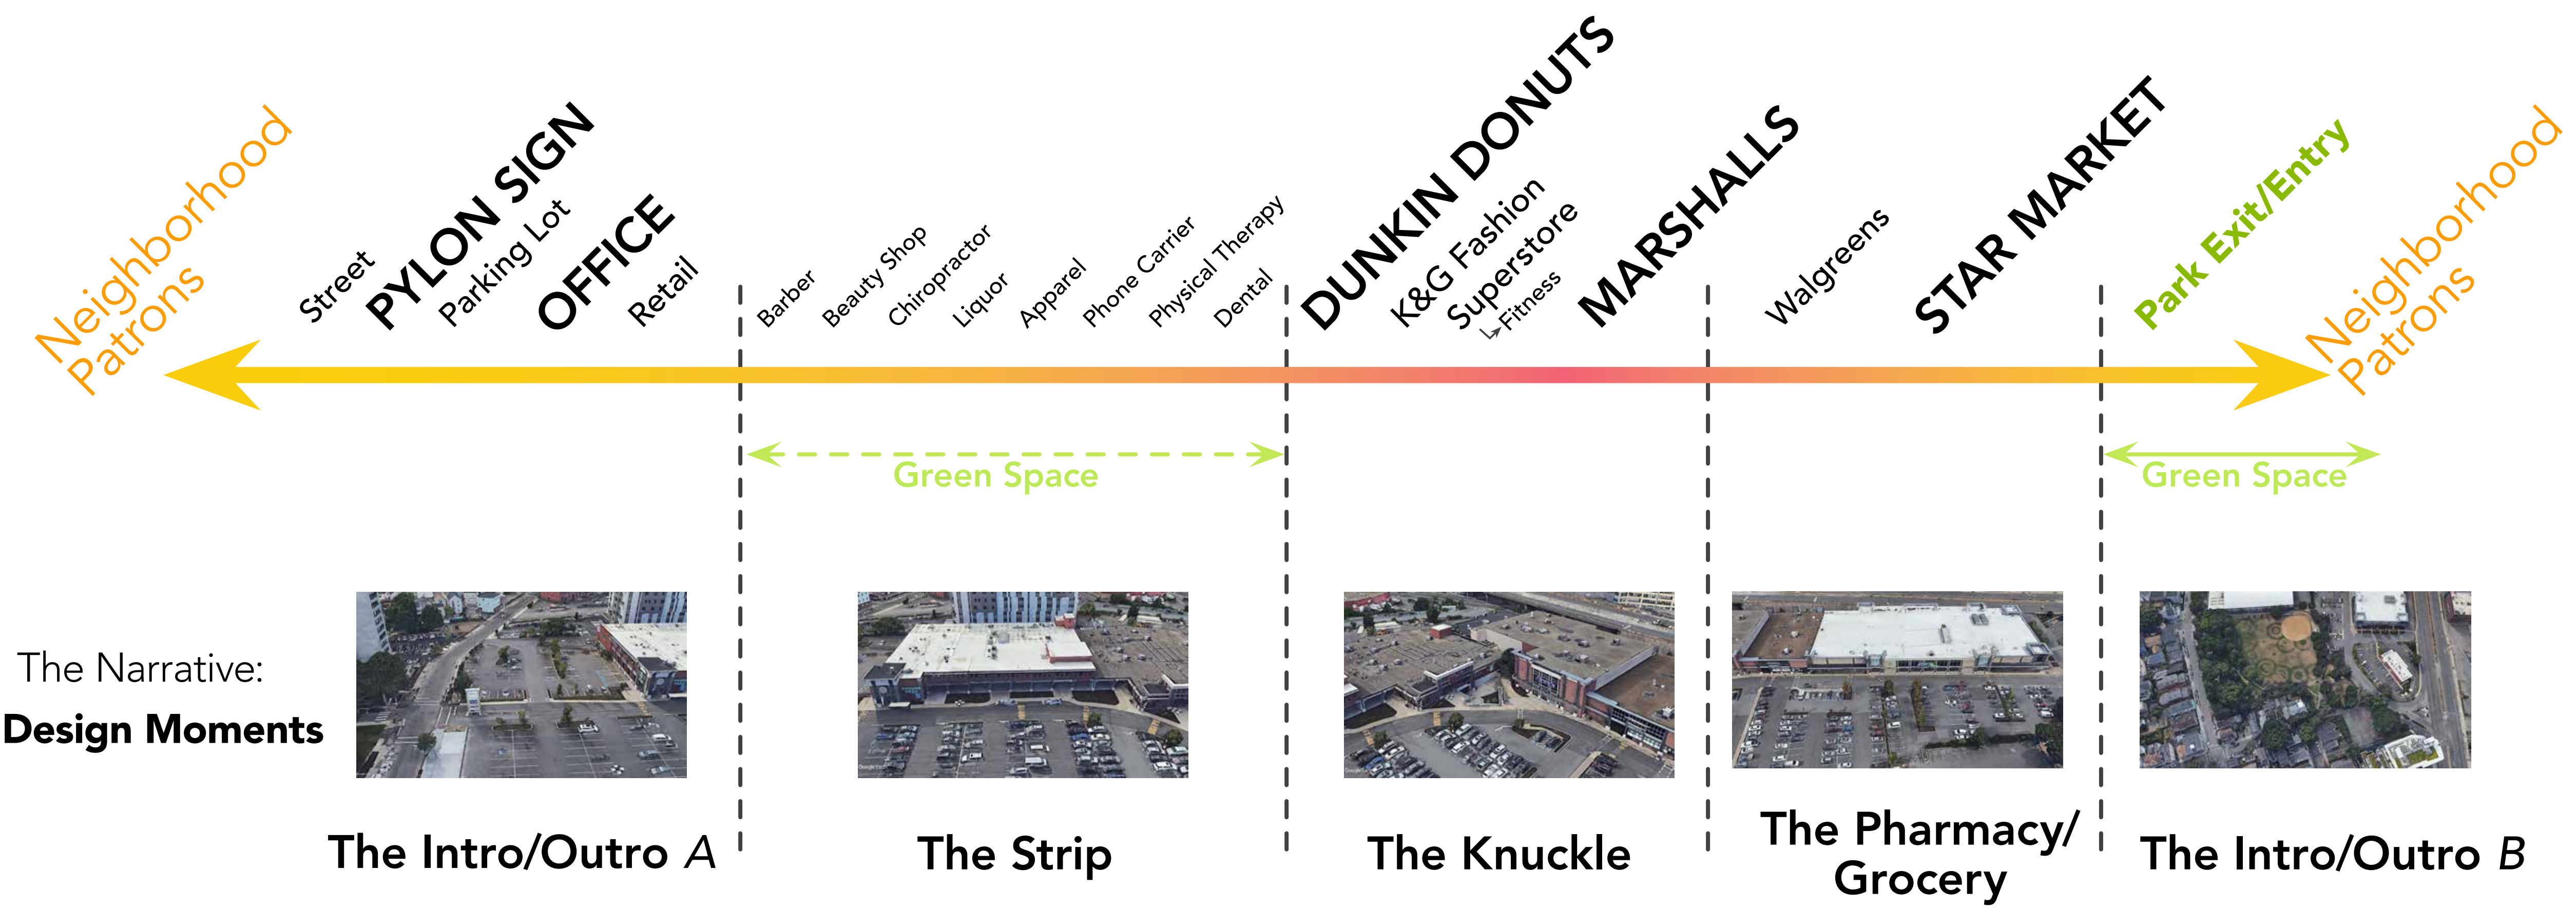 Neighborhood
Patrons
Street
PYLON SIGN
Parking Lot
OFFICE
Retail
Barber
Beauty Shop
Chiropractor
Liquor
Apparel
Phone Carrier
Physical Therapy
Dental
DUNKIN DONUTS
K&G Fashion
Superstore
Fitness
MARSHALLS
Walgreens
STAR MARKET
Park Exit/Entry
Neighborhood
Patrons
Green Space
Green Space
The Narrative:
Design Moments
The Intro/Outro A
The Strip
The Knuckle
The Pharmacy/
Grocery
The Intro/Outro B